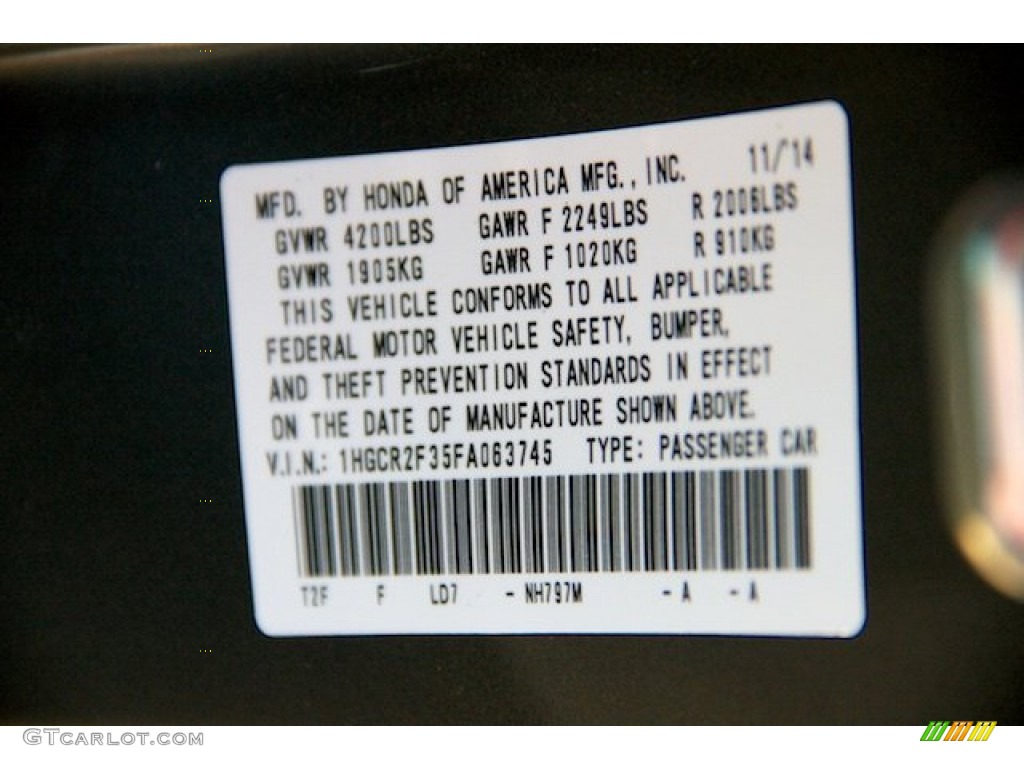 MFD. BY HONDA OF AMERICA MFG., INC. 11/'14
GVWR 4200LBS GAWR F 2249LBS R 2006LBS
GVWR 1905KG GAWR F 1020KG R 910KG
THIS VEHICLE CONFORMS TO ALL APPLICABLE
FEDERAL MOTOR VEHICLE SAFETY, BUMPER,
AND THEFT PREVENTION STANDARDS IN EFFECT
ON THE DATE OF MANUFACTURE SHOWN ABOVE.
V.I.N.: 1HGCR2F35FA063745 TYPE: PASSENGER CAR
T2F F LD7 - NH797M - A - A
GTCARLOT.COM